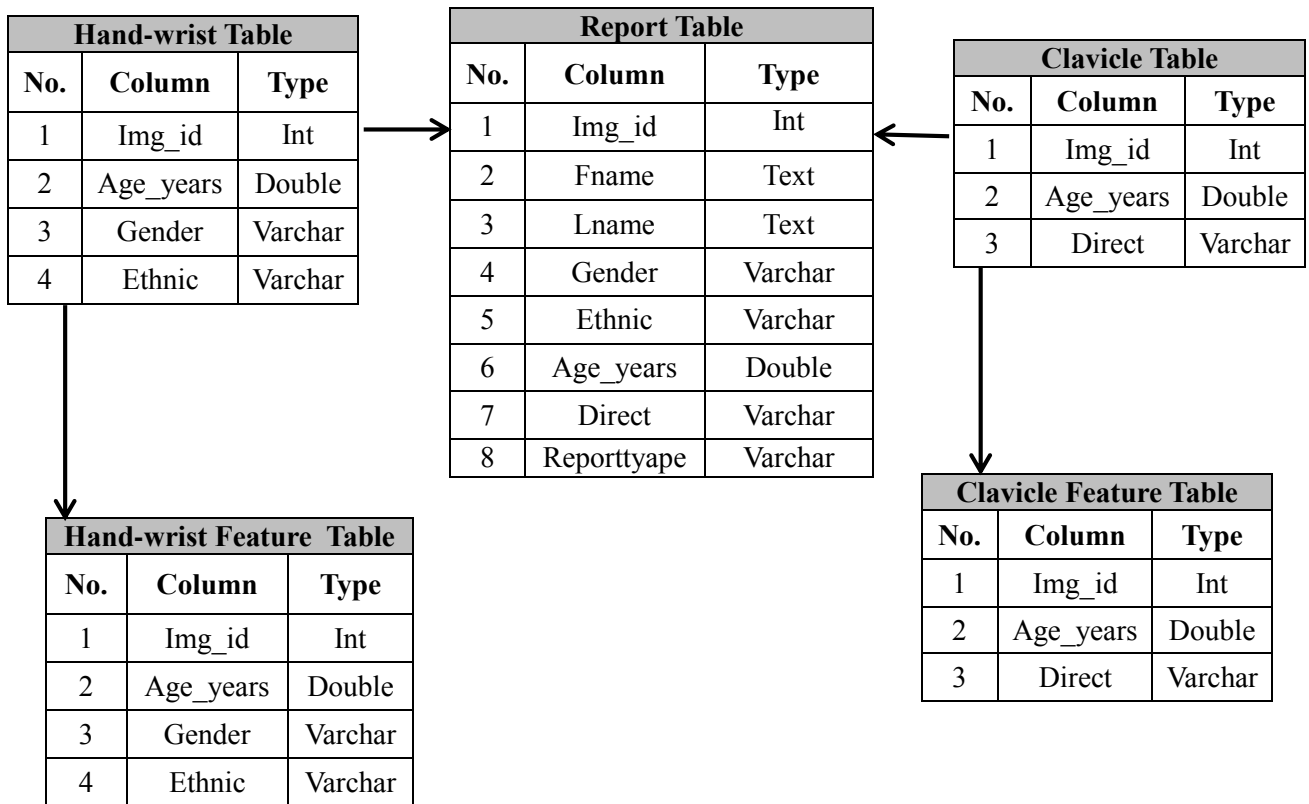 Hand-wrist Table
No. Column Type
1 Img_id Int
2 Age_years Double
3 Gender Varchar
4 Ethnic Varchar
Report Table
No. Column Type
1 Img_id Int
2 Fname Text
3 Lname Text
4 Gender Varchar
5 Ethnic Varchar
6 Age_years Double
7 Direct Varchar
8 Reporttyape Varchar
Clavicle Table
No. Column Type
1 Img_id Int
2 Age_years Double
3 Direct Varchar
Hand-wrist Feature Table
No. Column Type
1 Img_id Int
2 Age_years Double
3 Gender Varchar
4 Ethnic Varchar
Clavicle Feature Table
No. Column Type
1 Img_id Int
2 Age_years Double
3 Direct Varchar